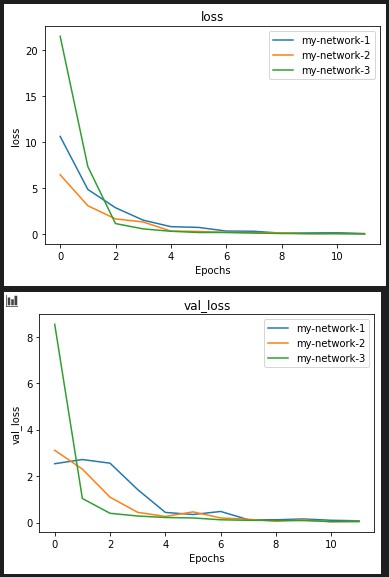 loss
my-network-1
my-network-2
my-network-3
20
15
10
5
0
loss
0 2 4 6 8 10
Epochs
val_loss
my-network-1
my-network-2
my-network-3
8
6
4
2
0
val_loss
0 2 4 6 8 10
Epochs